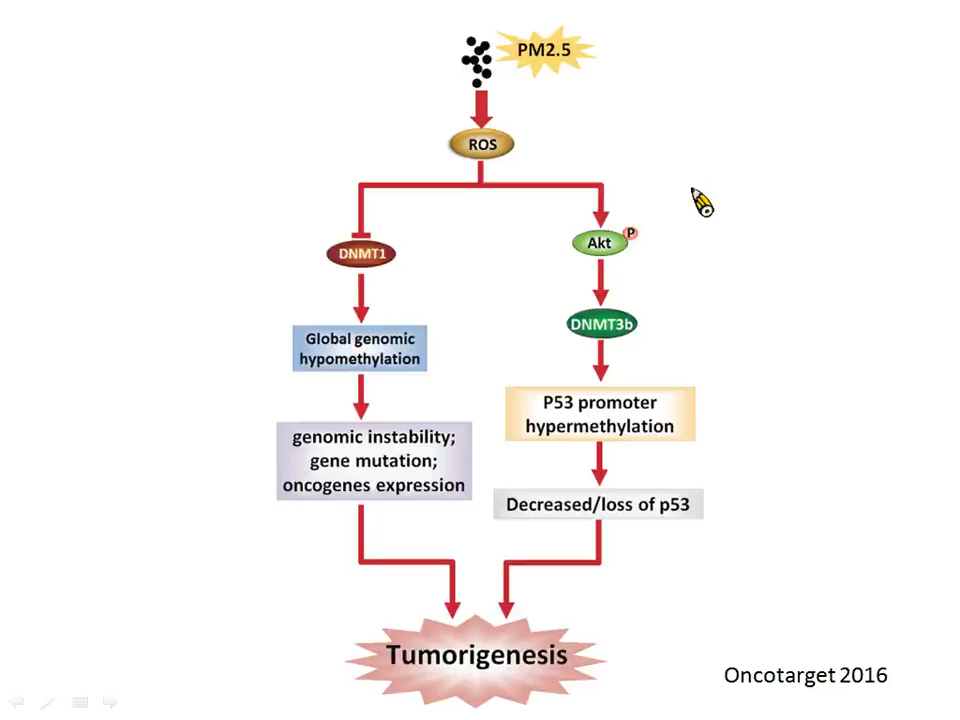 PM2.5
ROS
DNMT1
Global genomic
hypomethylation
genomic instability;
gene mutation;
oncogenes expression
Akt
P
DNMT3b
P53 promoter
hypermethylation
Decreased/loss of p53
Tumorigenesis
Oncotarget 2016